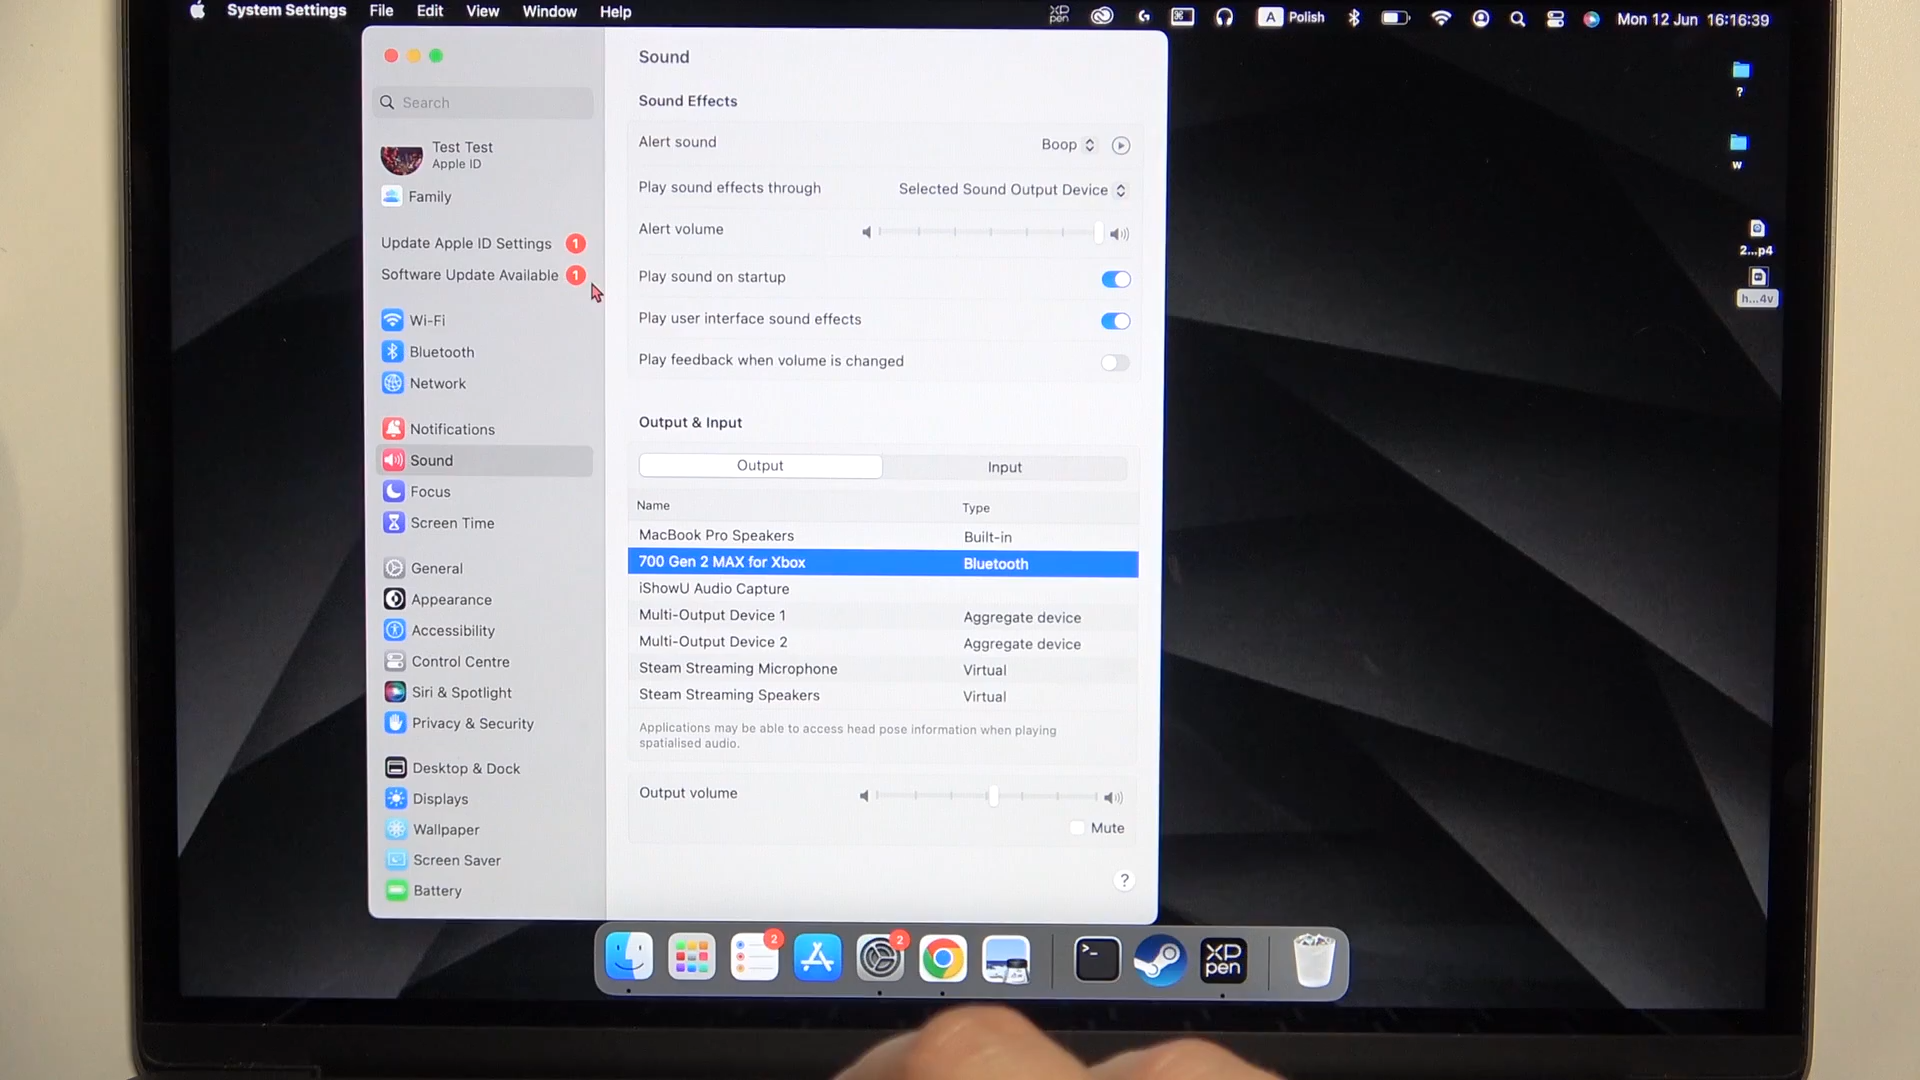 System Settings File Edit View Window Help
XP pen A Polish Mon 12 Jun 16:16:39
Sound
Sound Effects
Search
Test Test
Apple ID
Family
Update Apple ID Settings 1
Software Update Available 1
Wi-Fi
Bluetooth
Network
Notifications
Sound
Focus
Screen Time
General
Appearance
Accessibility
Control Centre
Siri & Spotlight
Privacy & Security
Desktop & Dock
Displays
Wallpaper
Screen Saver
Battery
Alert sound Boop
Play sound effects through Selected Sound Output Device
Alert volume
Play sound on startup
Play user interface sound effects
Play feedback when volume is changed
Output & Input
Output Input
Name Type
MacBook Pro Speakers Built-in
700 Gen 2 MAX for Xbox Bluetooth
iShowU Audio Capture
Multi-Output Device 1 Aggregate device
Multi-Output Device 2 Aggregate device
Steam Streaming Microphone Virtual
Steam Streaming Speakers Virtual
Applications may be able to access head pose information when playing
spatialised audio.
Output volume
Mute
?
?
w
2...p4
h...4v
2 2
XP
pen